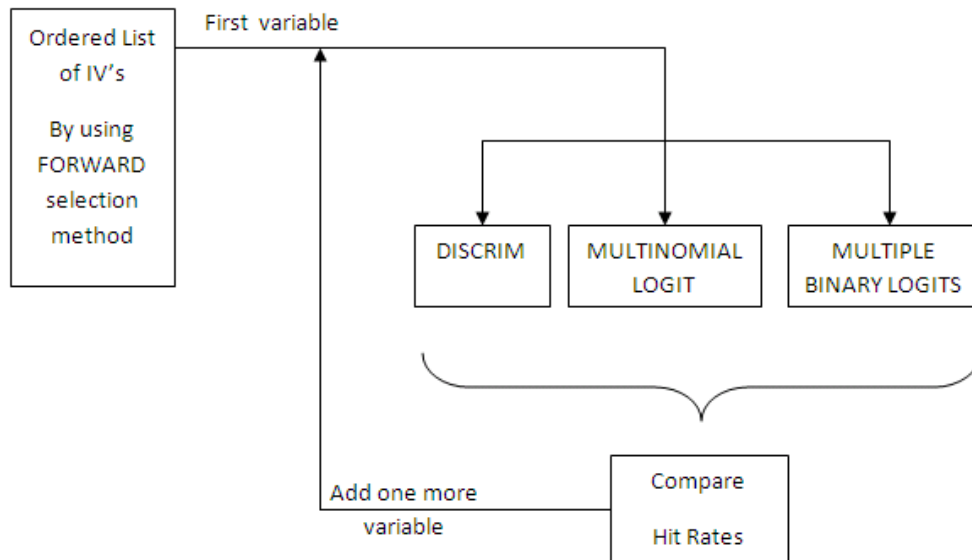 Ordered List
of IV's
By using
FORWARD
selection
method
First variable
DISCRIM
MULTINOMIAL
LOGIT
MULTIPLE
BINARY LOGITS
Compare
Hit Rates
Add one more
variable